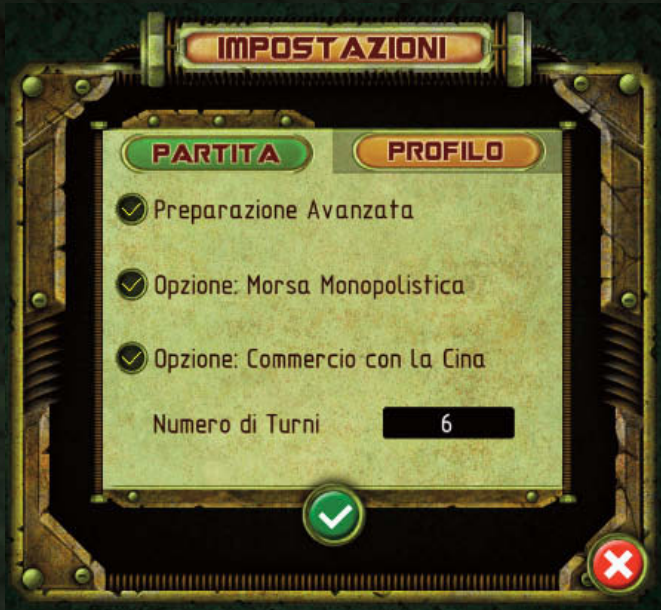 IMPOSTAZIONI
PARTITA
PROFILO
Preparazione Avanzata
Opzione: Morsa Monopolistica
Opzione: Commercio con la Cina
Numero di Turni 6